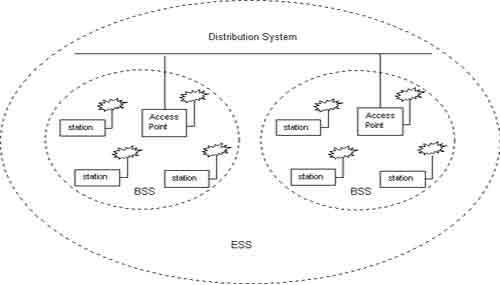 Distribution System
Access
Point
station
station
station
BSS
Access
Point
station
station
station
BSS
ESS